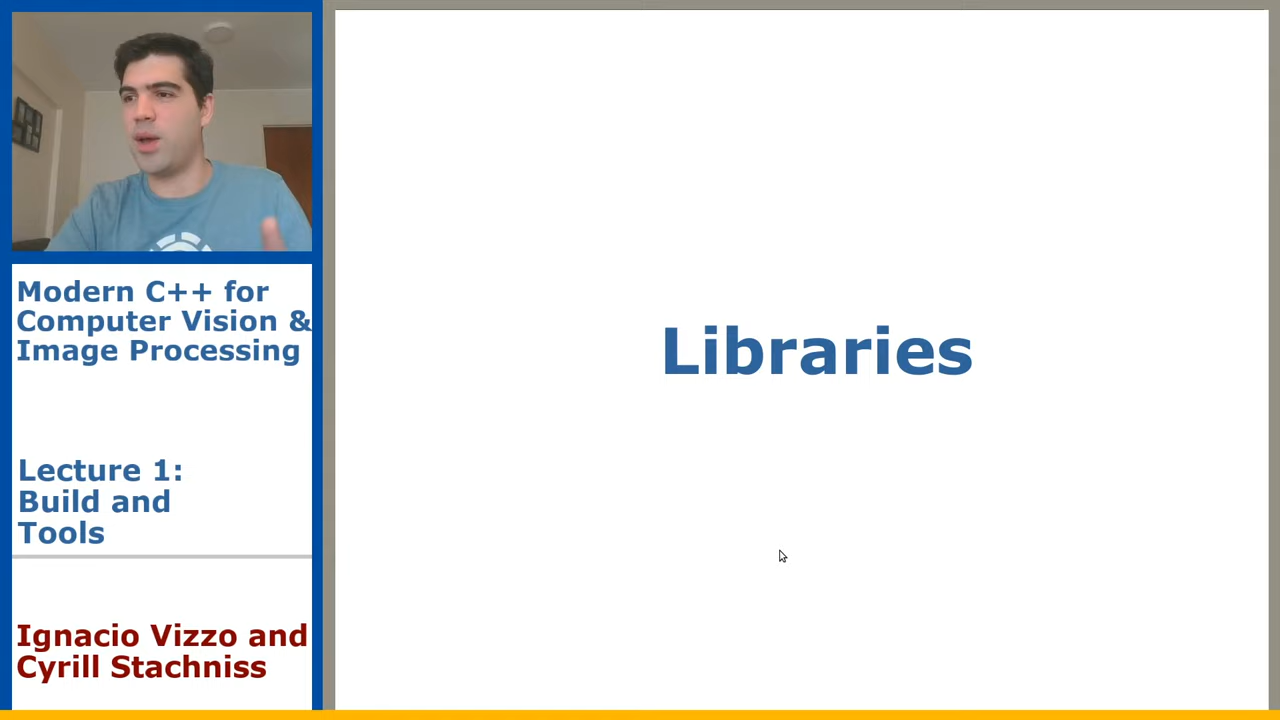 Modern C++ for
Computer Vision &
Image Processing
Lecture 1:
Build and
Tools
Ignacio Vizzo and
Cyrill Stachniss
Libraries